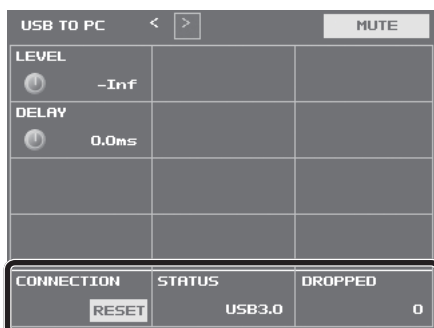 USB TO PC < > MUTE
LEVEL
-Inf
DELAY
0.0ms
CONNECTION STATUS DROPPED
RESET USB3.0 0